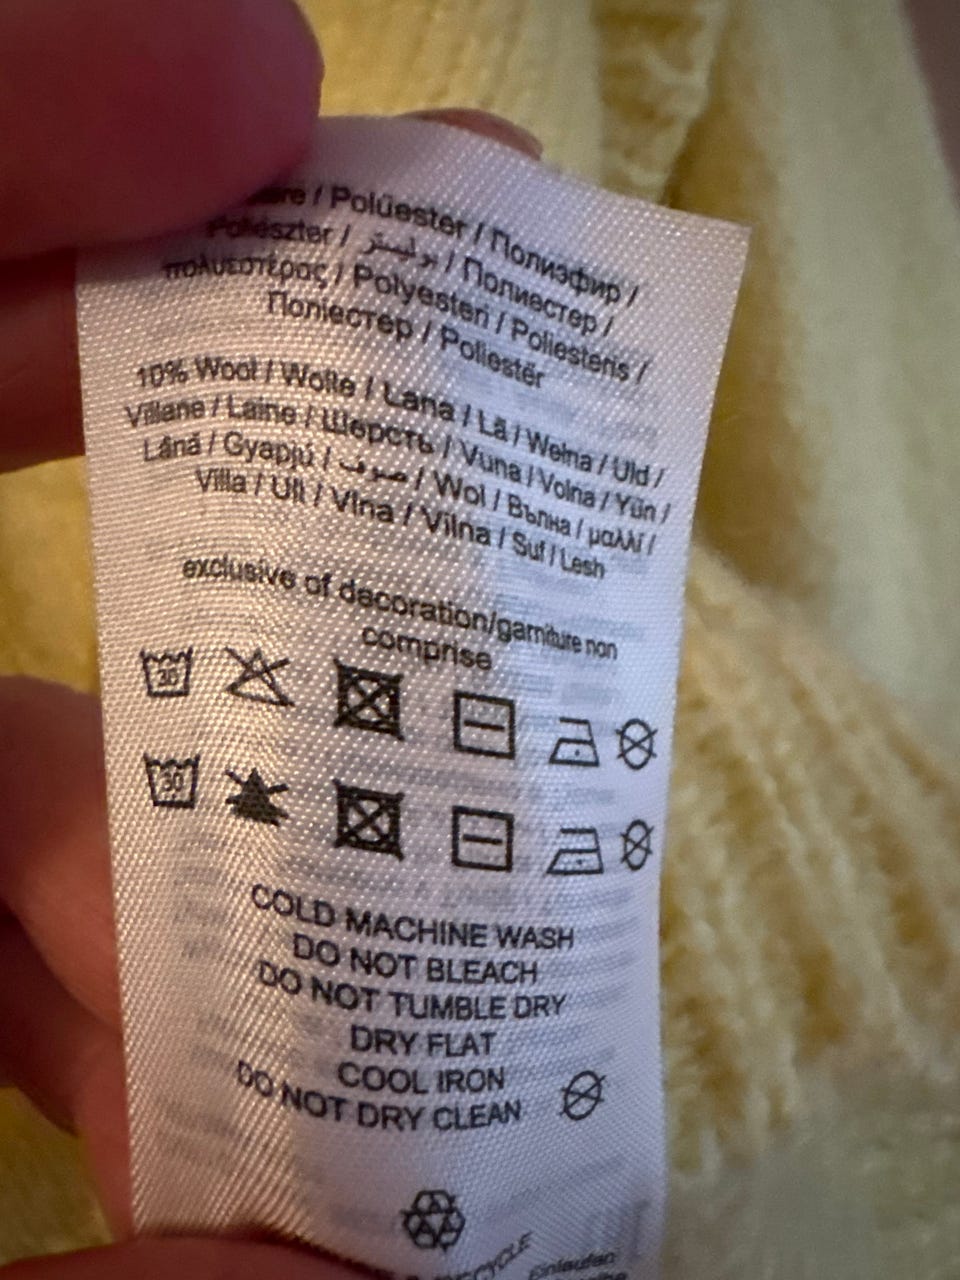 / Polüester / Полиэфир /
Poliészter / بوليستر / Полиестер /
πολυεστέρας / Polyesteri / Poliesteris /
Поліестер / Poliestër
10% Wool / Wolle / Lana / Lã / Wełna / Uld /
Villane / Laine / Шерсть / Vuna / Volna / Yün /
Lână / Gyapjú / صوف / Wol / Вълна / μαλλί /
Villa / Ull / Vlna / Vilna / Suf / Lesh
exclusive of decoration/garniture non
comprise
30
30
COLD MACHINE WASH
DO NOT BLEACH
DO NOT TUMBLE DRY
DRY FLAT
COOL IRON
DO NOT DRY CLEAN
Einlaufen